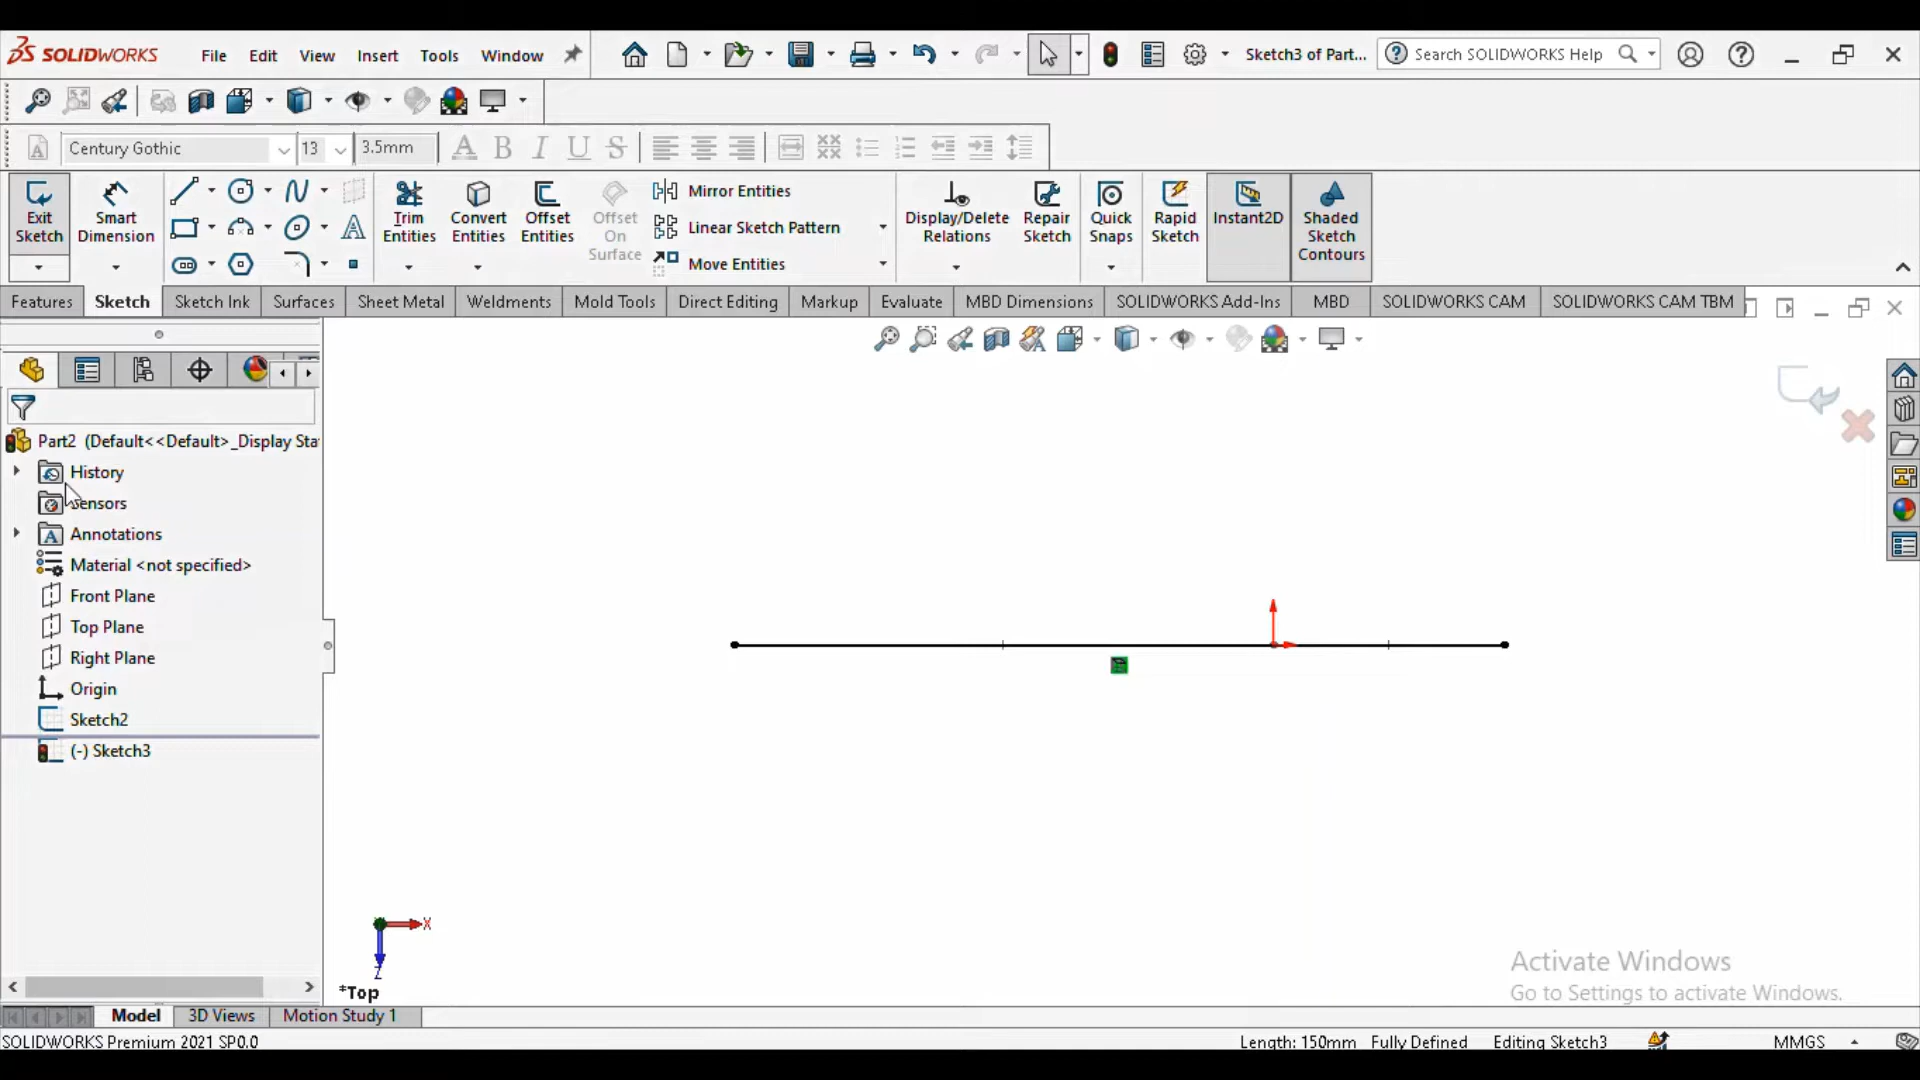 SOLIDWORKS File Edit View Insert Tools Window Sketch3 of Part... Search SOLIDWORKS Help
Century Gothic 13 3.5mm A B I U S
Exit Sketch
Smart Dimension
Trim Entities
Convert Entities
Offset Entities
Offset On Surface
Mirror Entities
Linear Sketch Pattern
Move Entities
Display/Delete Relations
Repair Sketch
Quick Snaps
Rapid Sketch
Instant2D
Shaded Sketch Contours
Features Sketch Sketch Ink Surfaces Sheet Metal Weldments Mold Tools Direct Editing Markup Evaluate MBD Dimensions SOLIDWORKS Add-Ins MBD SOLIDWORKS CAM SOLIDWORKS CAM TBM
Part2 (Default<<Default>_Display Sta
History
Sensors
Annotations
Material <not specified>
Front Plane
Top Plane
Right Plane
Origin
Sketch2
(-) Sketch3
X
Z
*Top
Activate Windows
Go to Settings to activate Windows.
Model 3D Views Motion Study 1
SOLIDWORKS Premium 2021 SP0.0 Length: 150mm Fully Defined Editing Sketch3 MMGS